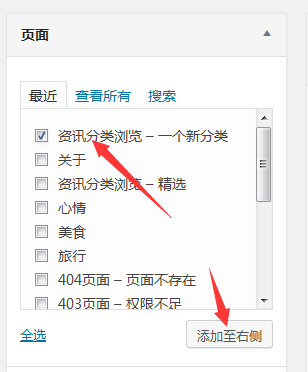 页面
最近 查看所有 搜索
资讯分类浏览 – 一个新分类
关于
资讯分类浏览 – 精选
心情
美食
旅行
404页面 – 页面不存在
403页面 – 权限不足
全选 添加至右侧